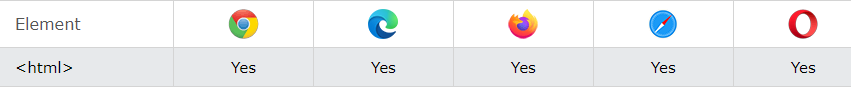 Element
<html> Yes Yes Yes Yes Yes